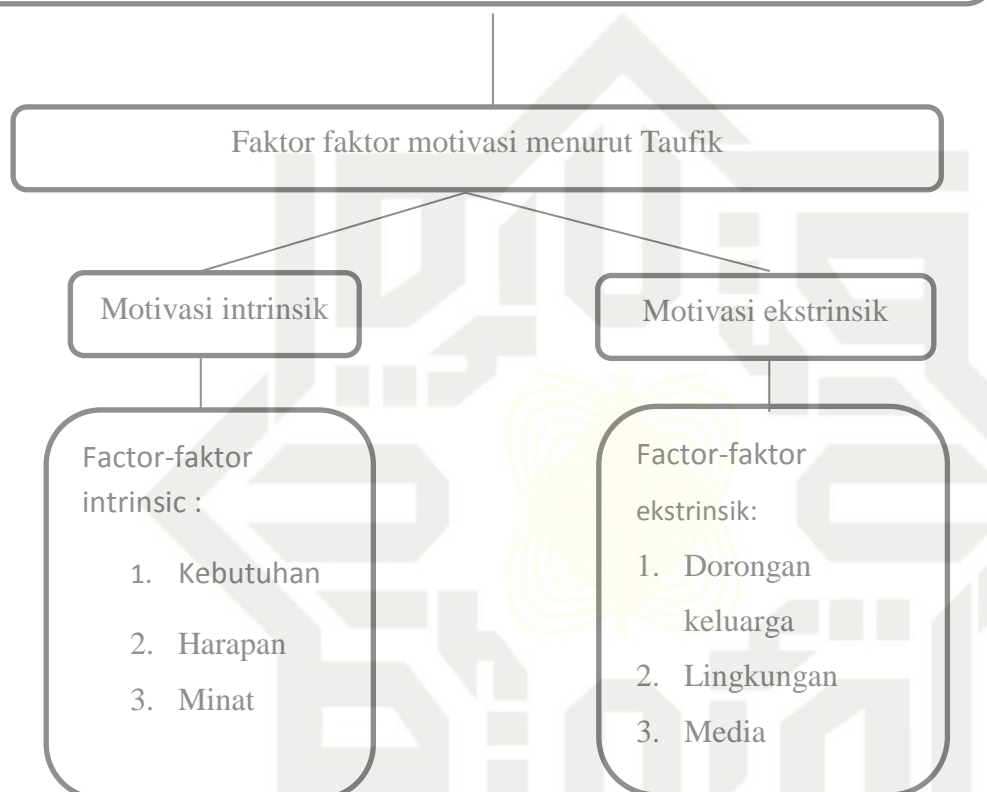 Faktor faktor motivasi menurut Taufik
Motivasi intrinsik
Motivasi ekstrinsik
Factor-faktor
intrinsic :
1. Kebutuhan
2. Harapan
3. Minat
Factor-faktor
ekstrinsik:
1. Dorongan
keluarga
2. Lingkungan
3. Media